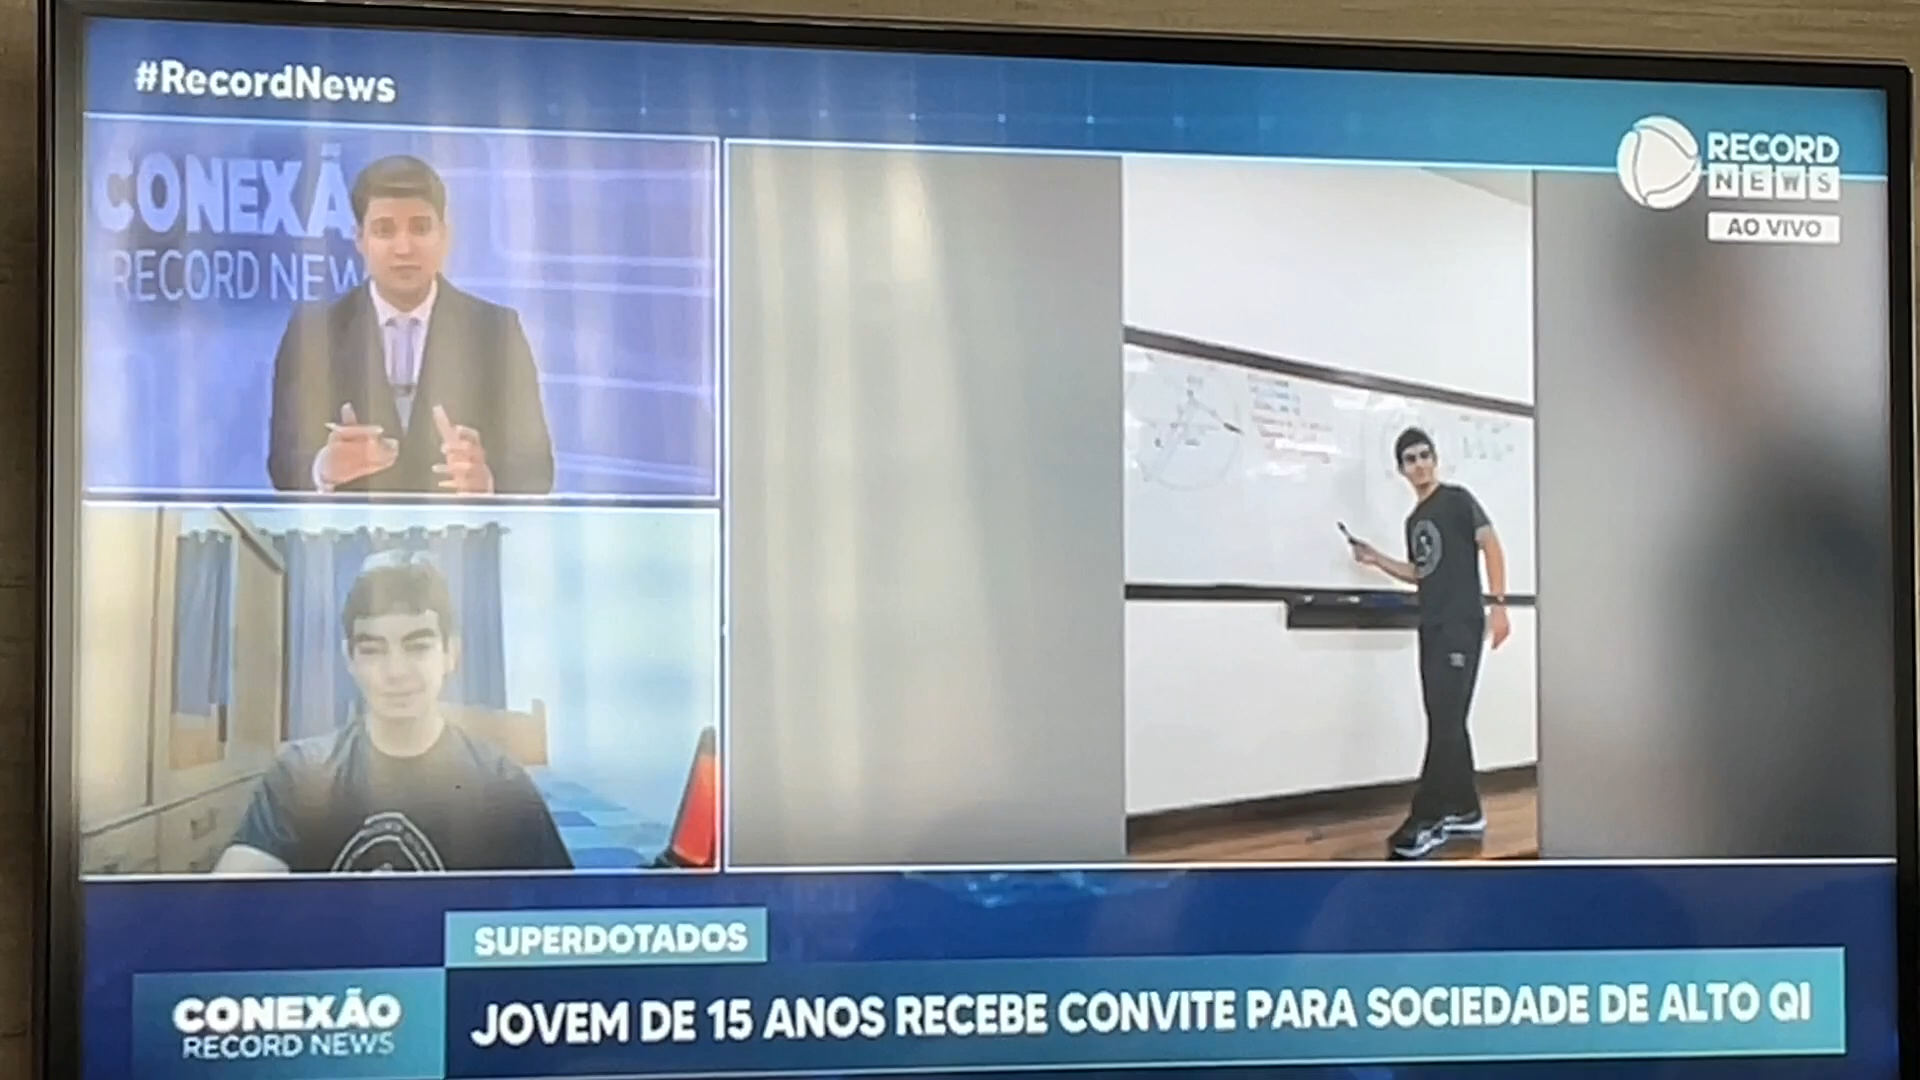 #RecordNews
RECORD
NEWS
AO VIVO
CONEXÃ
RECORD NEW
SUPERDOTADOS
CONEXÃO
RECORD NEWS
JOVEM DE 15 ANOS RECEBE CONVITE PARA SOCIEDADE DE ALTO QI